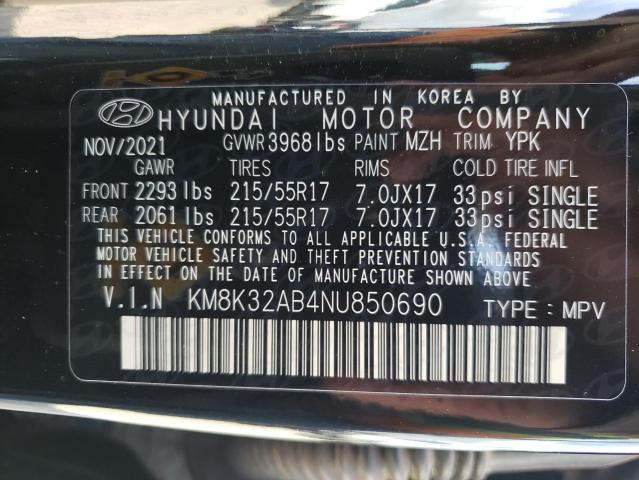 MANUFACTURED IN KOREA BY
HYUNDAI MOTOR COMPANY
NOV/2021 GVWR 3968 lbs PAINT MZH TRIM YPK
GAWR TIRES RIMS COLD TIRE INFL
FRONT 2293 lbs 215/55R17 7.0JX17 33 psi SINGLE
REAR 2061 lbs 215/55R17 7.0JX17 33 psi SINGLE
THIS VEHICLE CONFORMS TO ALL APPLICABLE U.S.A. FEDERAL
MOTOR VEHICLE SAFETY AND THEFT PREVENTION STANDARDS
IN EFFECT ON THE DATE OF MANUFACTURE SHOWN ABOVE.
V.I.N KM8K32AB4NU850690 TYPE : MPV